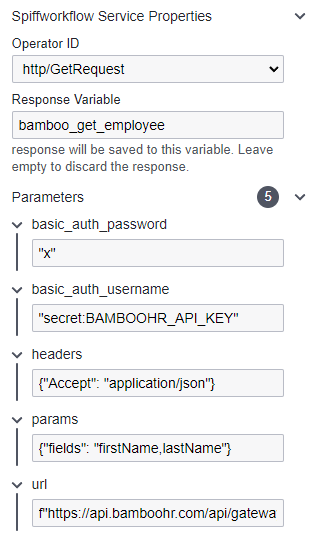 Spiffworkflow Service Properties
Operator ID
http/GetRequest
Response Variable
bamboo_get_employee
response will be saved to this variable. Leave
empty to discard the response.
Parameters 5
basic_auth_password
"x"
basic_auth_username
"secret:BAMBOOHR_API_KEY"
headers
{"Accept": "application/json"}
params
{"fields": "firstName,lastName"}
url
f"https://api.bamboohr.com/api/gatewa